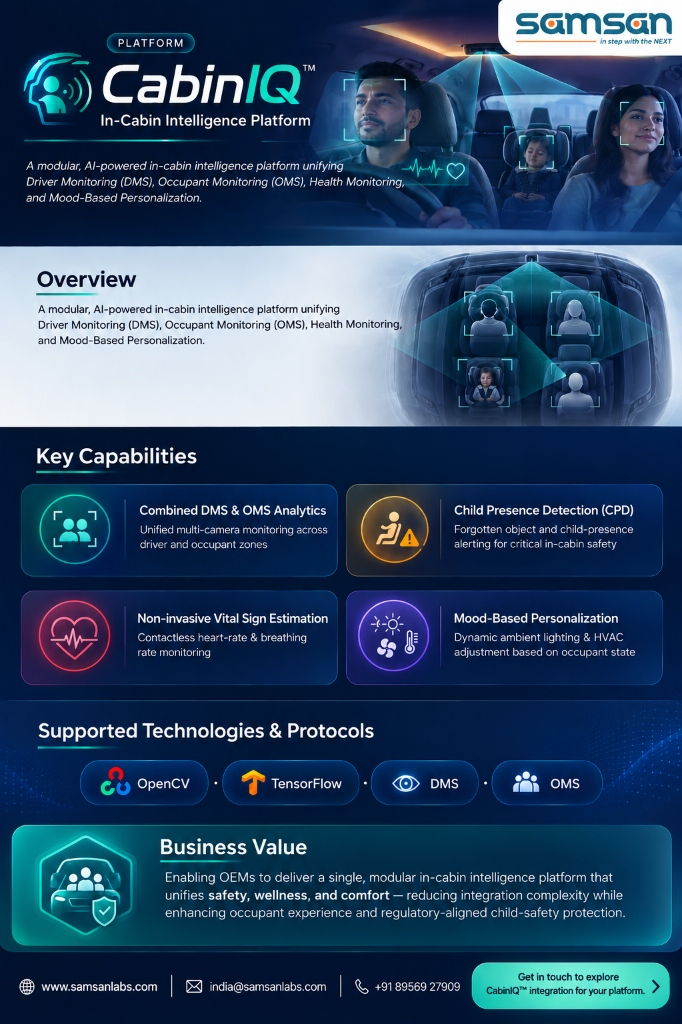 samsan
in step with the NEXT
PLATFORM
CabinIQ™
In-Cabin Intelligence Platform
A modular, AI-powered in-cabin intelligence platform unifying
Driver Monitoring (DMS), Occupant Monitoring (OMS), Health Monitoring,
and Mood-Based Personalization.
Overview
A modular, AI-powered in-cabin intelligence platform unifying
Driver Monitoring (DMS), Occupant Monitoring (OMS), Health Monitoring,
and Mood-Based Personalization.
Key Capabilities
Combined DMS & OMS Analytics
Unified multi-camera monitoring across
driver and occupant zones
Child Presence Detection (CPD)
Forgotten object and child-presence
alerting for critical in-cabin safety
Non-invasive Vital Sign Estimation
Contactless heart-rate & breathing
rate monitoring
Mood-Based Personalization
Dynamic ambient lighting & HVAC
adjustment based on occupant state
Supported Technologies & Protocols
OpenCV • TensorFlow • DMS • OMS
Business Value
Enabling OEMs to deliver a single, modular in-cabin intelligence platform that
unifies safety, wellness, and comfort — reducing integration complexity while
enhancing occupant experience and regulatory-aligned child-safety protection.
www.samsanlabs.com
india@samsanlabs.com
+91 89569 27909
Get in touch to explore
CabinIQ™ integration for your platform.